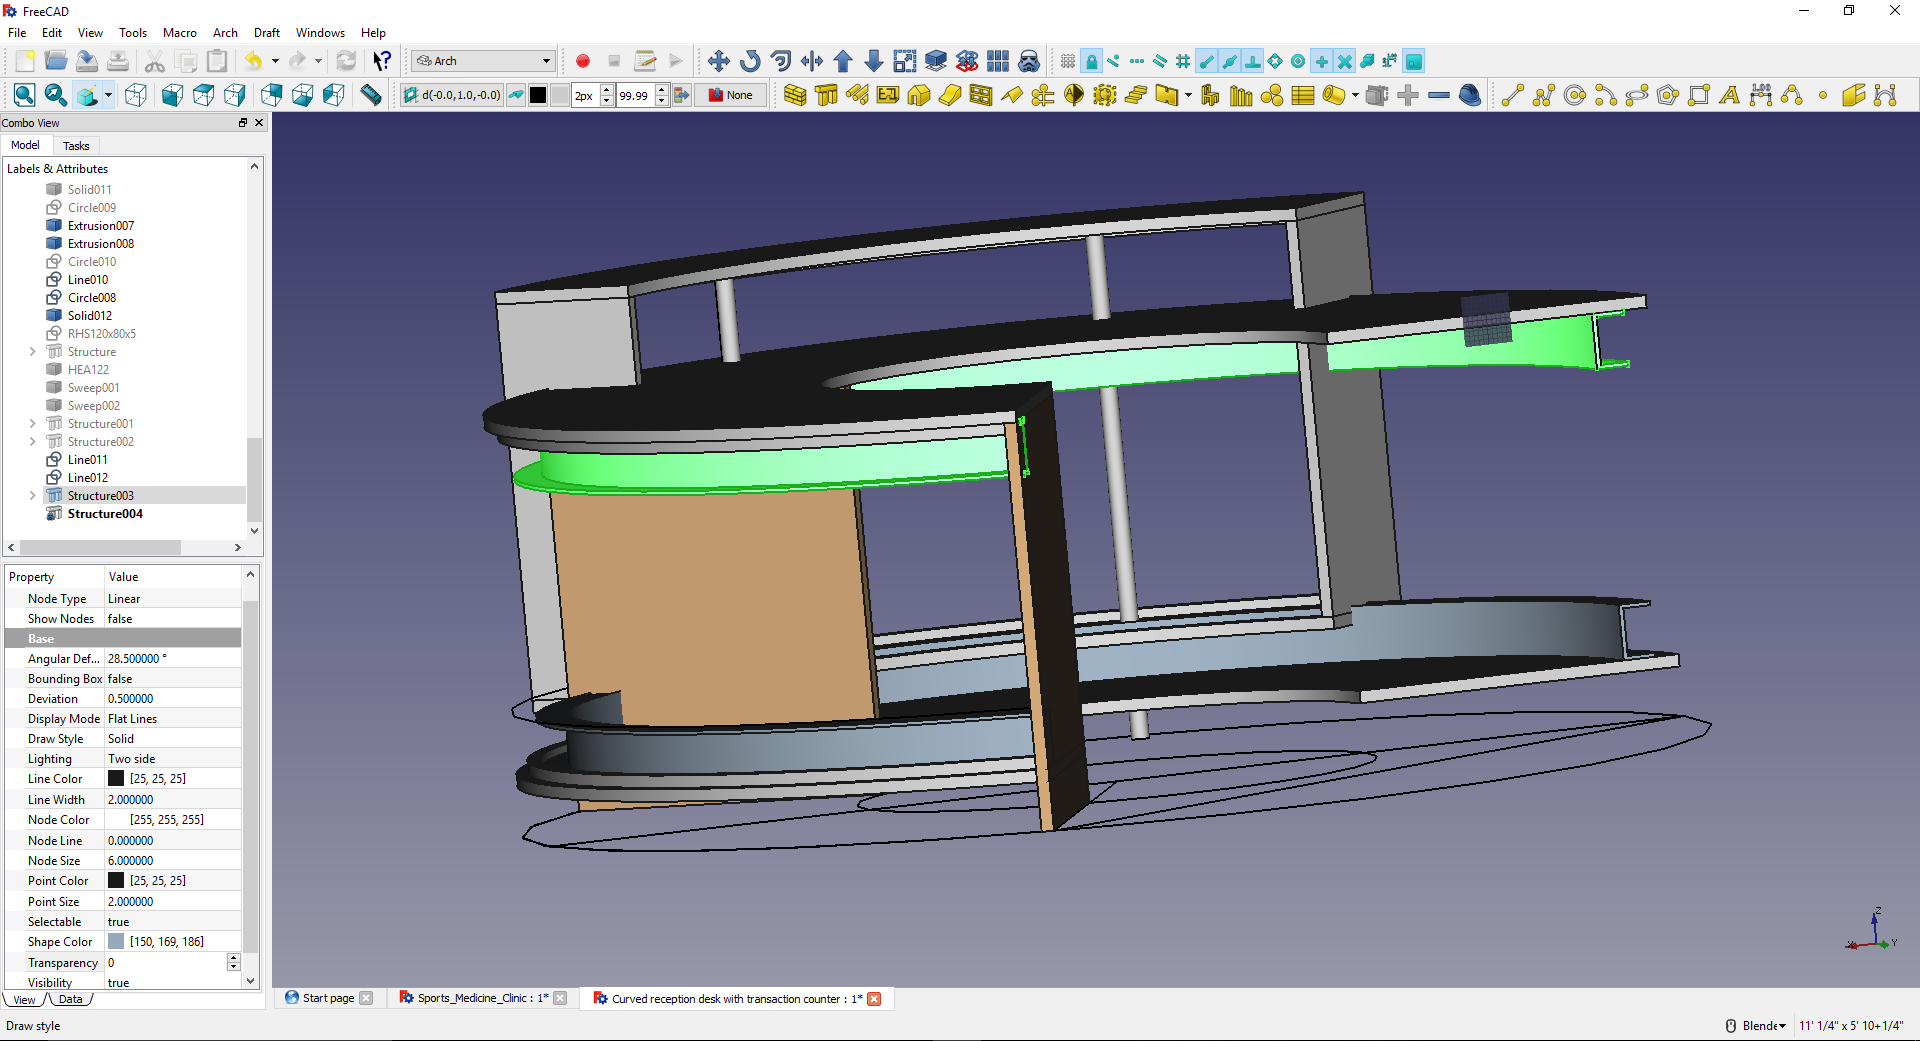 FreeCAD
File Edit View Tools Macro Arch Draft Windows Help
Arch
d(-0.0,1.0,-0.0) 2px 99.99 None 1.00
Combo View
Model Tasks
Labels & Attributes
Solid011
Circle009
Extrusion007
Extrusion008
Circle010
Line010
Circle008
Solid012
RHS120x80x5
Structure
HEA122
Sweep001
Sweep002
Structure001
Structure002
Line011
Line012
Structure003
Structure004
Property Value
Node Type Linear
Show Nodes false
Base
Angular Def... 28.500000 °
Bounding Box false
Deviation 0.500000
Display Mode Flat Lines
Draw Style Solid
Lighting Two side
Line Color [25, 25, 25]
Line Width 2.000000
Node Color [255, 255, 255]
Node Line 0.000000
Node Size 6.000000
Point Color [25, 25, 25]
Point Size 2.000000
Selectable true
Shape Color [150, 169, 186]
Transparency 0
Visibility true
View Data
Z
X Y
Start page Sports_Medicine_Clinic : 1* Curved reception desk with transaction counter : 1*
Draw style Blende 11' 1/4" x 5' 10+1/4"